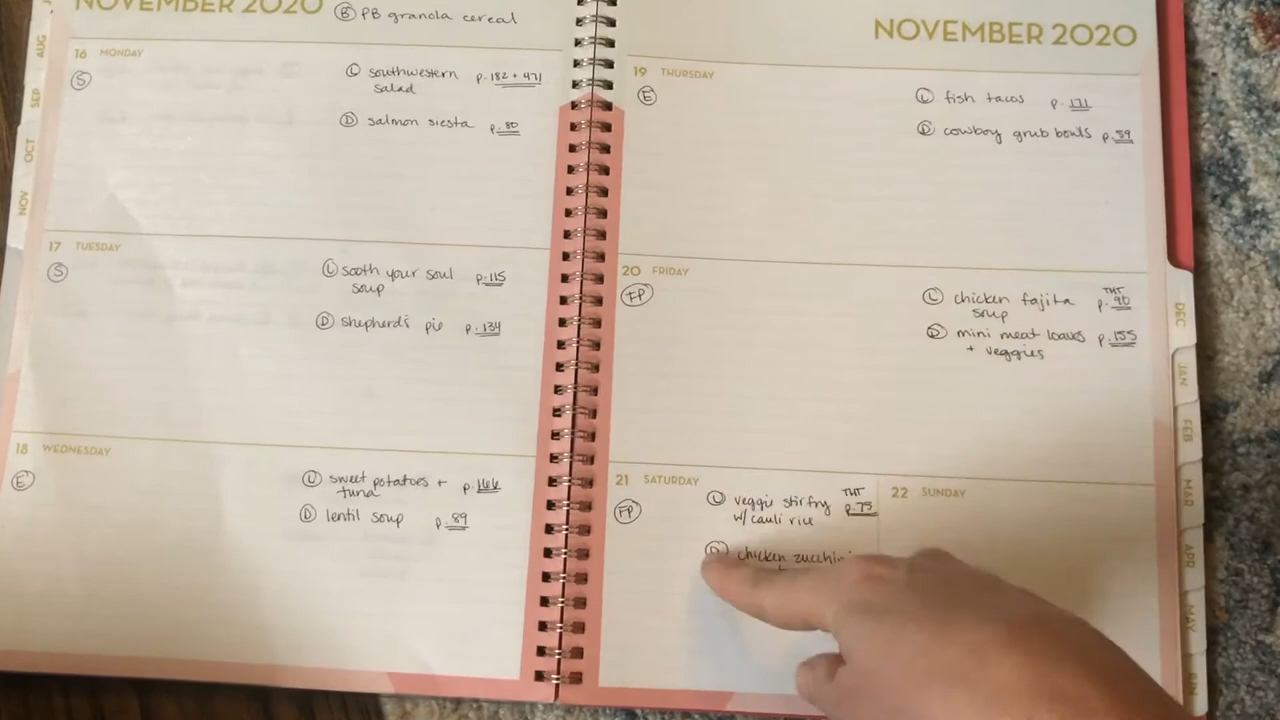 NOVEMBER 2020
Ⓑ PB granola cereal
16 MONDAY
Ⓢ
Ⓛ southwestern p. 182 + 471
salad
Ⓓ salmon siesta p. 80
17 TUESDAY
Ⓢ
Ⓛ sooth your soul p. 115
soup
Ⓓ shepherd's pie p. 134
18 WEDNESDAY
Ⓔ
Ⓛ sweet potatoes + p. 166
tuna
Ⓓ lentil soup p. 89
NOVEMBER 2020
19 THURSDAY
Ⓔ
Ⓛ fish tacos p. 171
Ⓓ cowboy grub bowls p. 59
20 FRIDAY
FP
THT
Ⓛ chicken fajita p. 90
soup
Ⓓ mini meat loaves p. 155
+ veggies
21 SATURDAY
FP
THT
Ⓛ veggie stirfry p. 75
w/ cauli rice
Ⓓ chicken
22 SUNDAY
AUG
SEP
OCT
NOV
DEC
JAN
FEB
MAR
APR
MAY
JUN